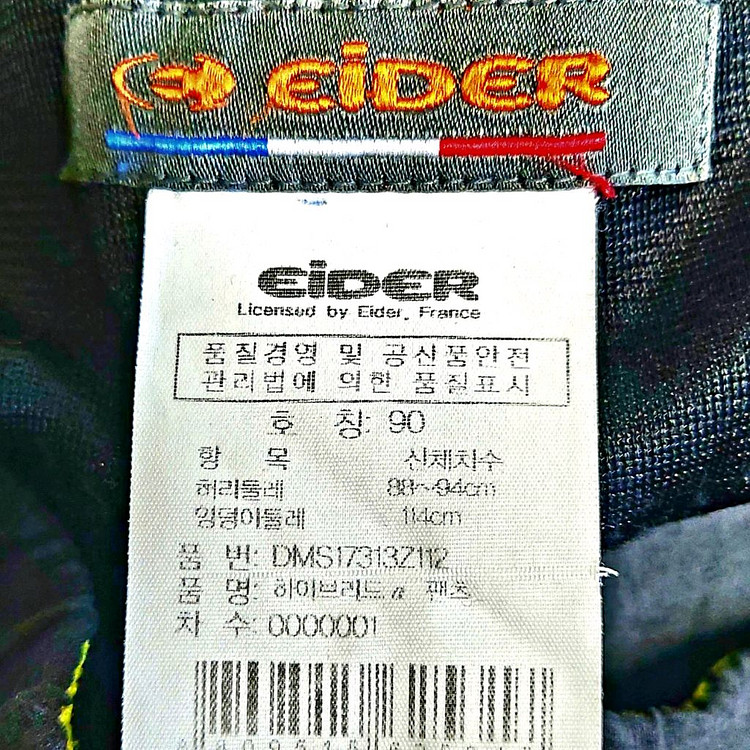 EiDER
EiDER
Licensed by Eider, France
품질경영 및 공산품안전
관리법에 의한 품질표시
호 칭: 90
항 목 신체치수
허리둘레 88~94cm
엉덩이둘레 114cm
품 번: DMS17313Z112
품 명: 하이브리드α 팬츠
차 수: 0000001